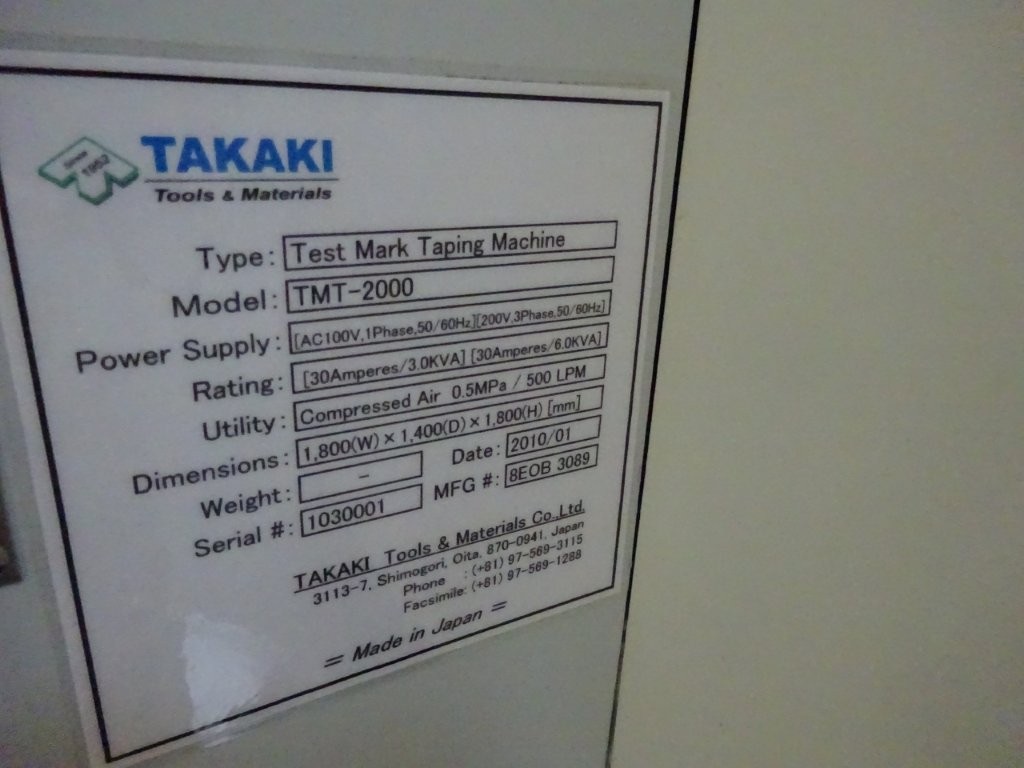 Since 1952
TAKAKI
Tools & Materials
Type: Test Mark Taping Machine
Model: TMT-2000
Power Supply: [AC100V,1Phase,50/60Hz][200V,3Phase,50/60Hz]
Rating: [30Amperes/3.0KVA] [30Amperes/6.0KVA]
Utility: Compressed Air 0.5MPa / 500 LPM
Dimensions: 1,800(W) × 1,400(D) × 1,800(H) [mm]
Weight: - Date: 2010/01
Serial #: 1030001 MFG #: 8EOB 3089
TAKAKI Tools & Materials Co.,Ltd.
3113-7, Shimogori, Oita, 870-0941, Japan
Phone : (+81) 97-569-3115
Facsimile: (+81) 97-569-1288
= Made in Japan =